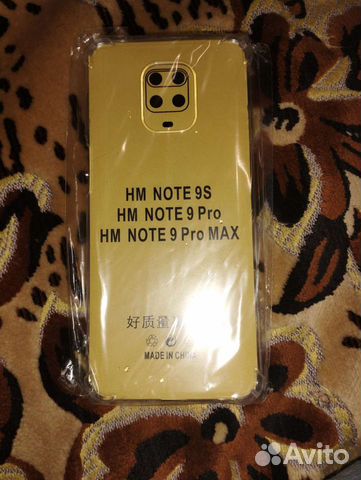 HM NOTE 9S
HM NOTE 9 Pro
HM NOTE 9 Pro MAX
好质量
MADE IN CHINA
Avito